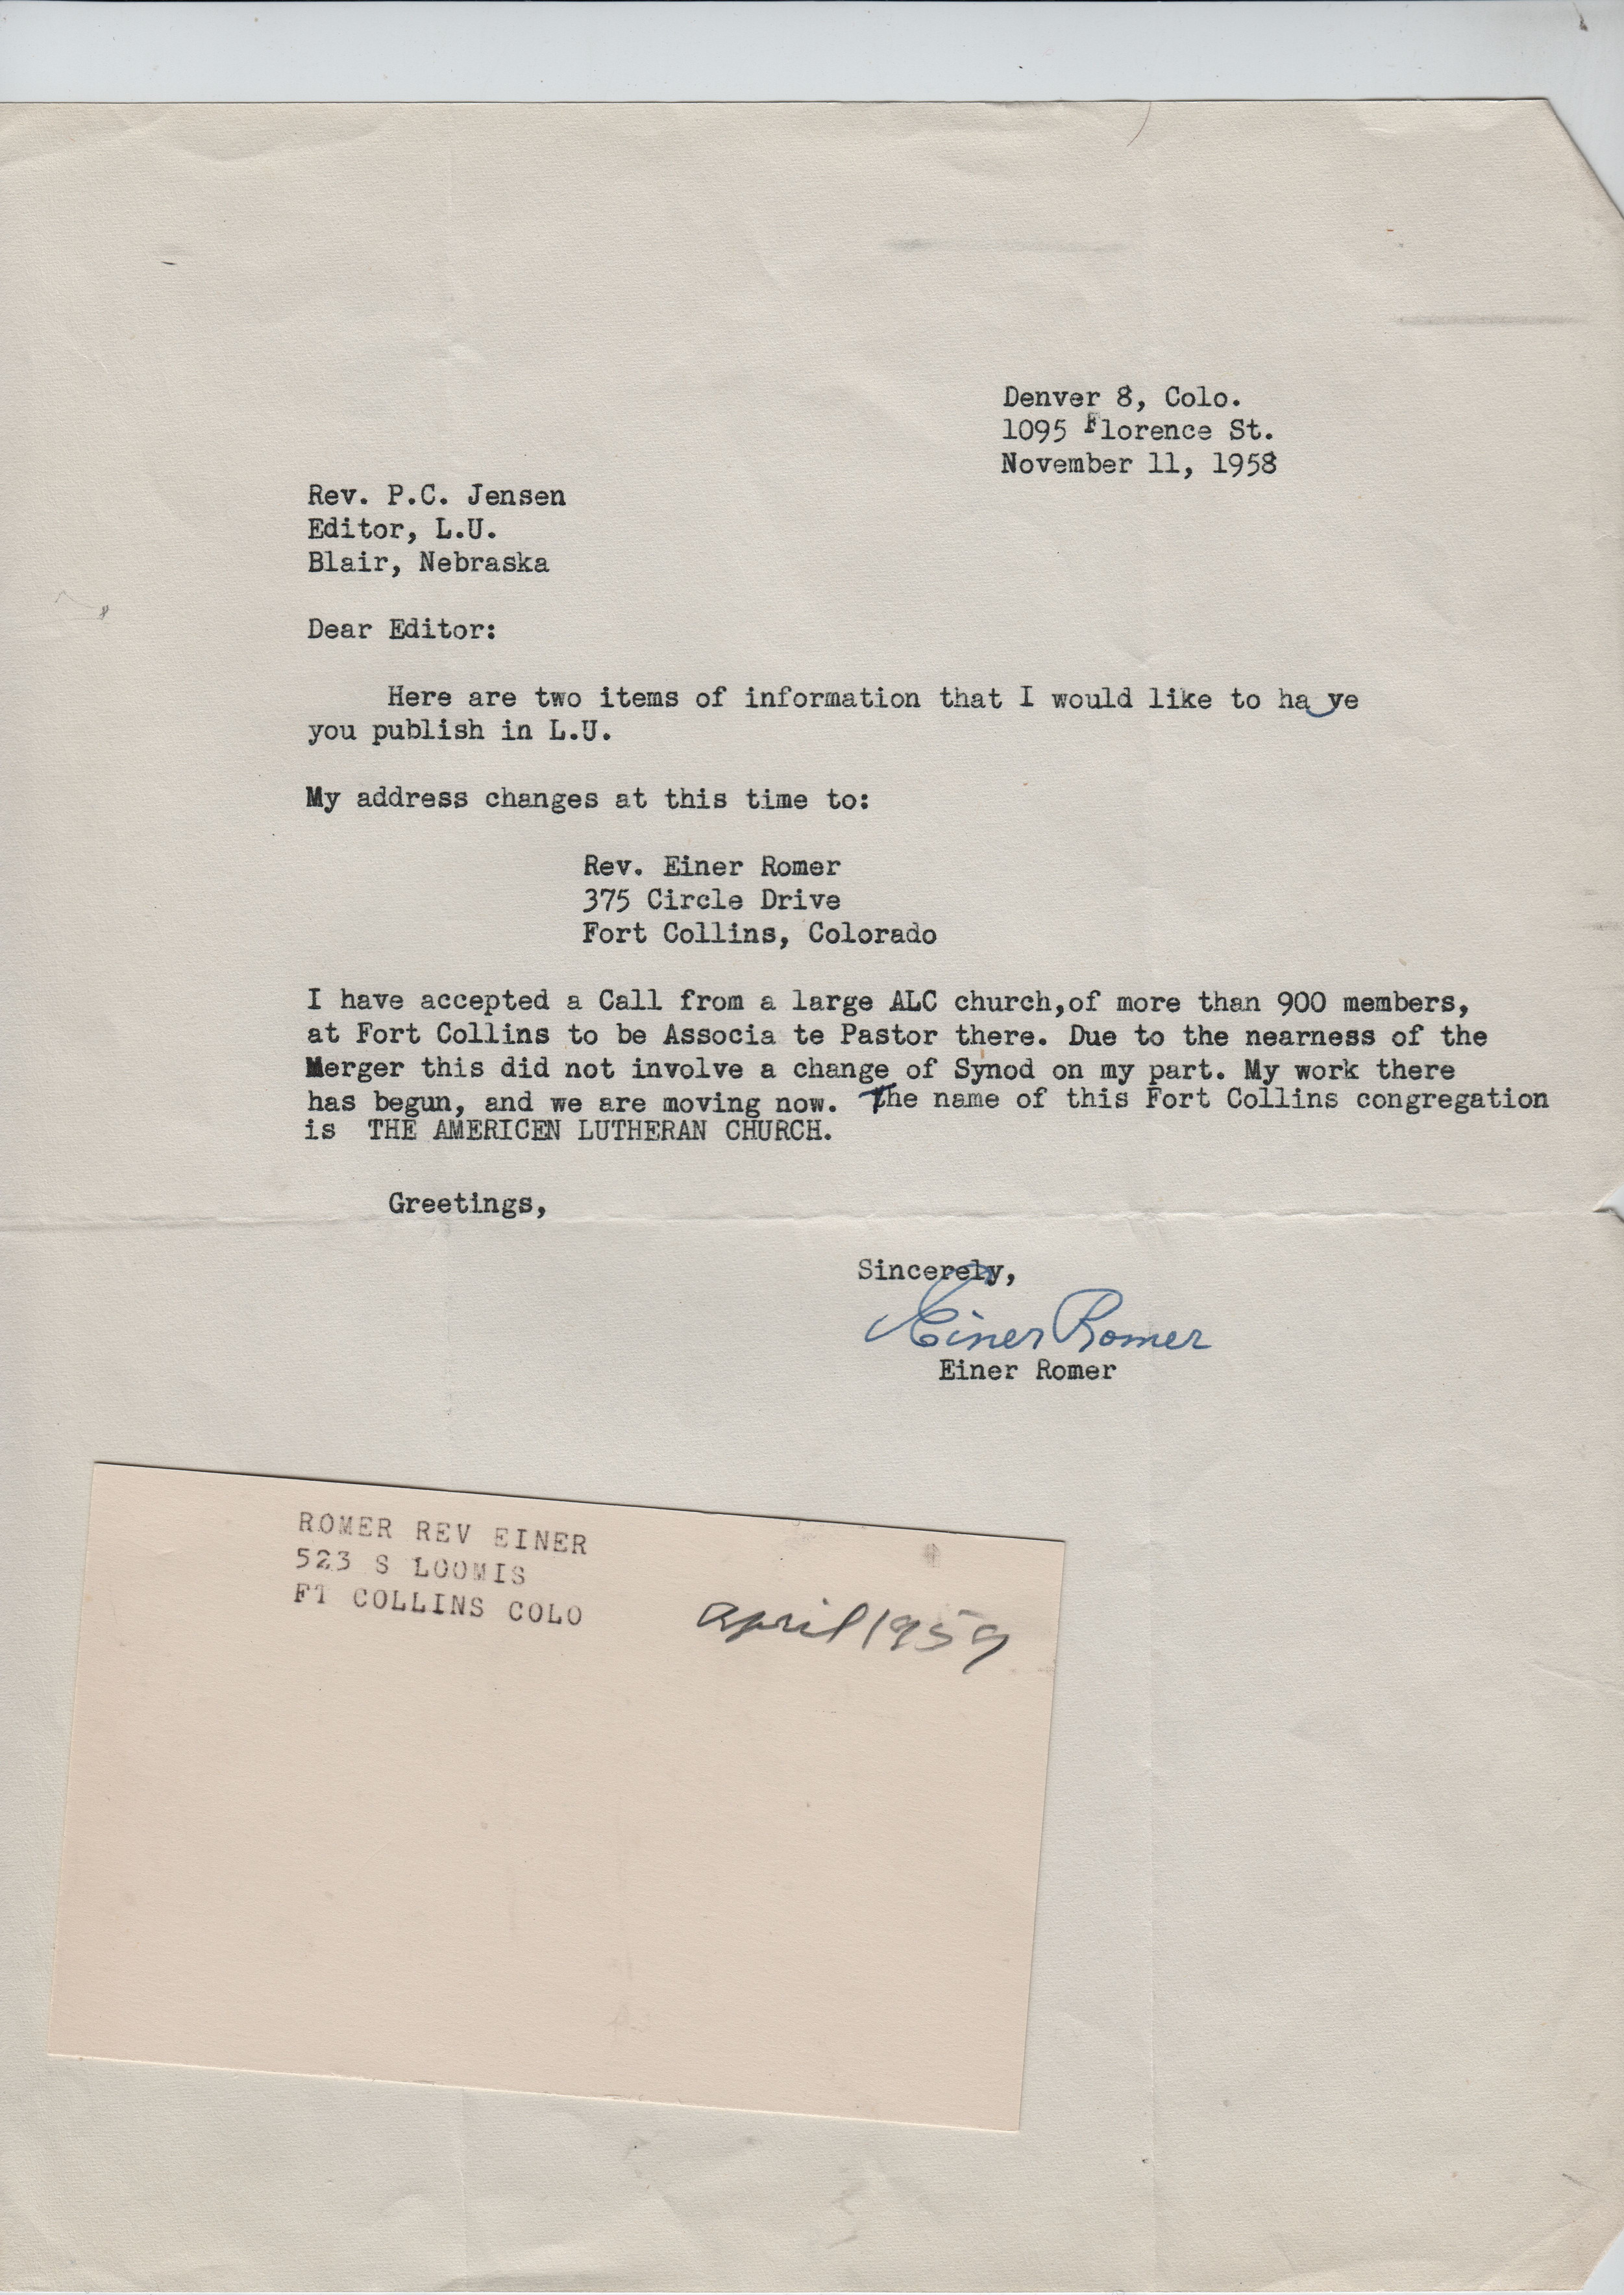 Denver 8, Colo.
1095 Florence St.
November 11, 1958
Rev. P.C. Jensen
Editor, L.U.
Blair, Nebraska
Dear Editor:
Here are two items of information that I would like to ha ve
you publish in L.U.
My address changes at this time to:
Rev. Einer Romer
375 Circle Drive
Fort Collins, Colorado
I have accepted a Call from a large ALC church,of more than 900 members,
at Fort Collins to be Associa te Pastor there. Due to the nearness of the
Merger this did not involve a change of Synod on my part. My work there
has begun, and we are moving now. The name of this Fort Collins congregation
is THE AMERICEN LUTHERAN CHURCH.
Greetings,
Sincerely,
Einer Romer
Einer Romer
ROMER REV EINER
523 S LOOMIS
FT COLLINS COLO
april 1959